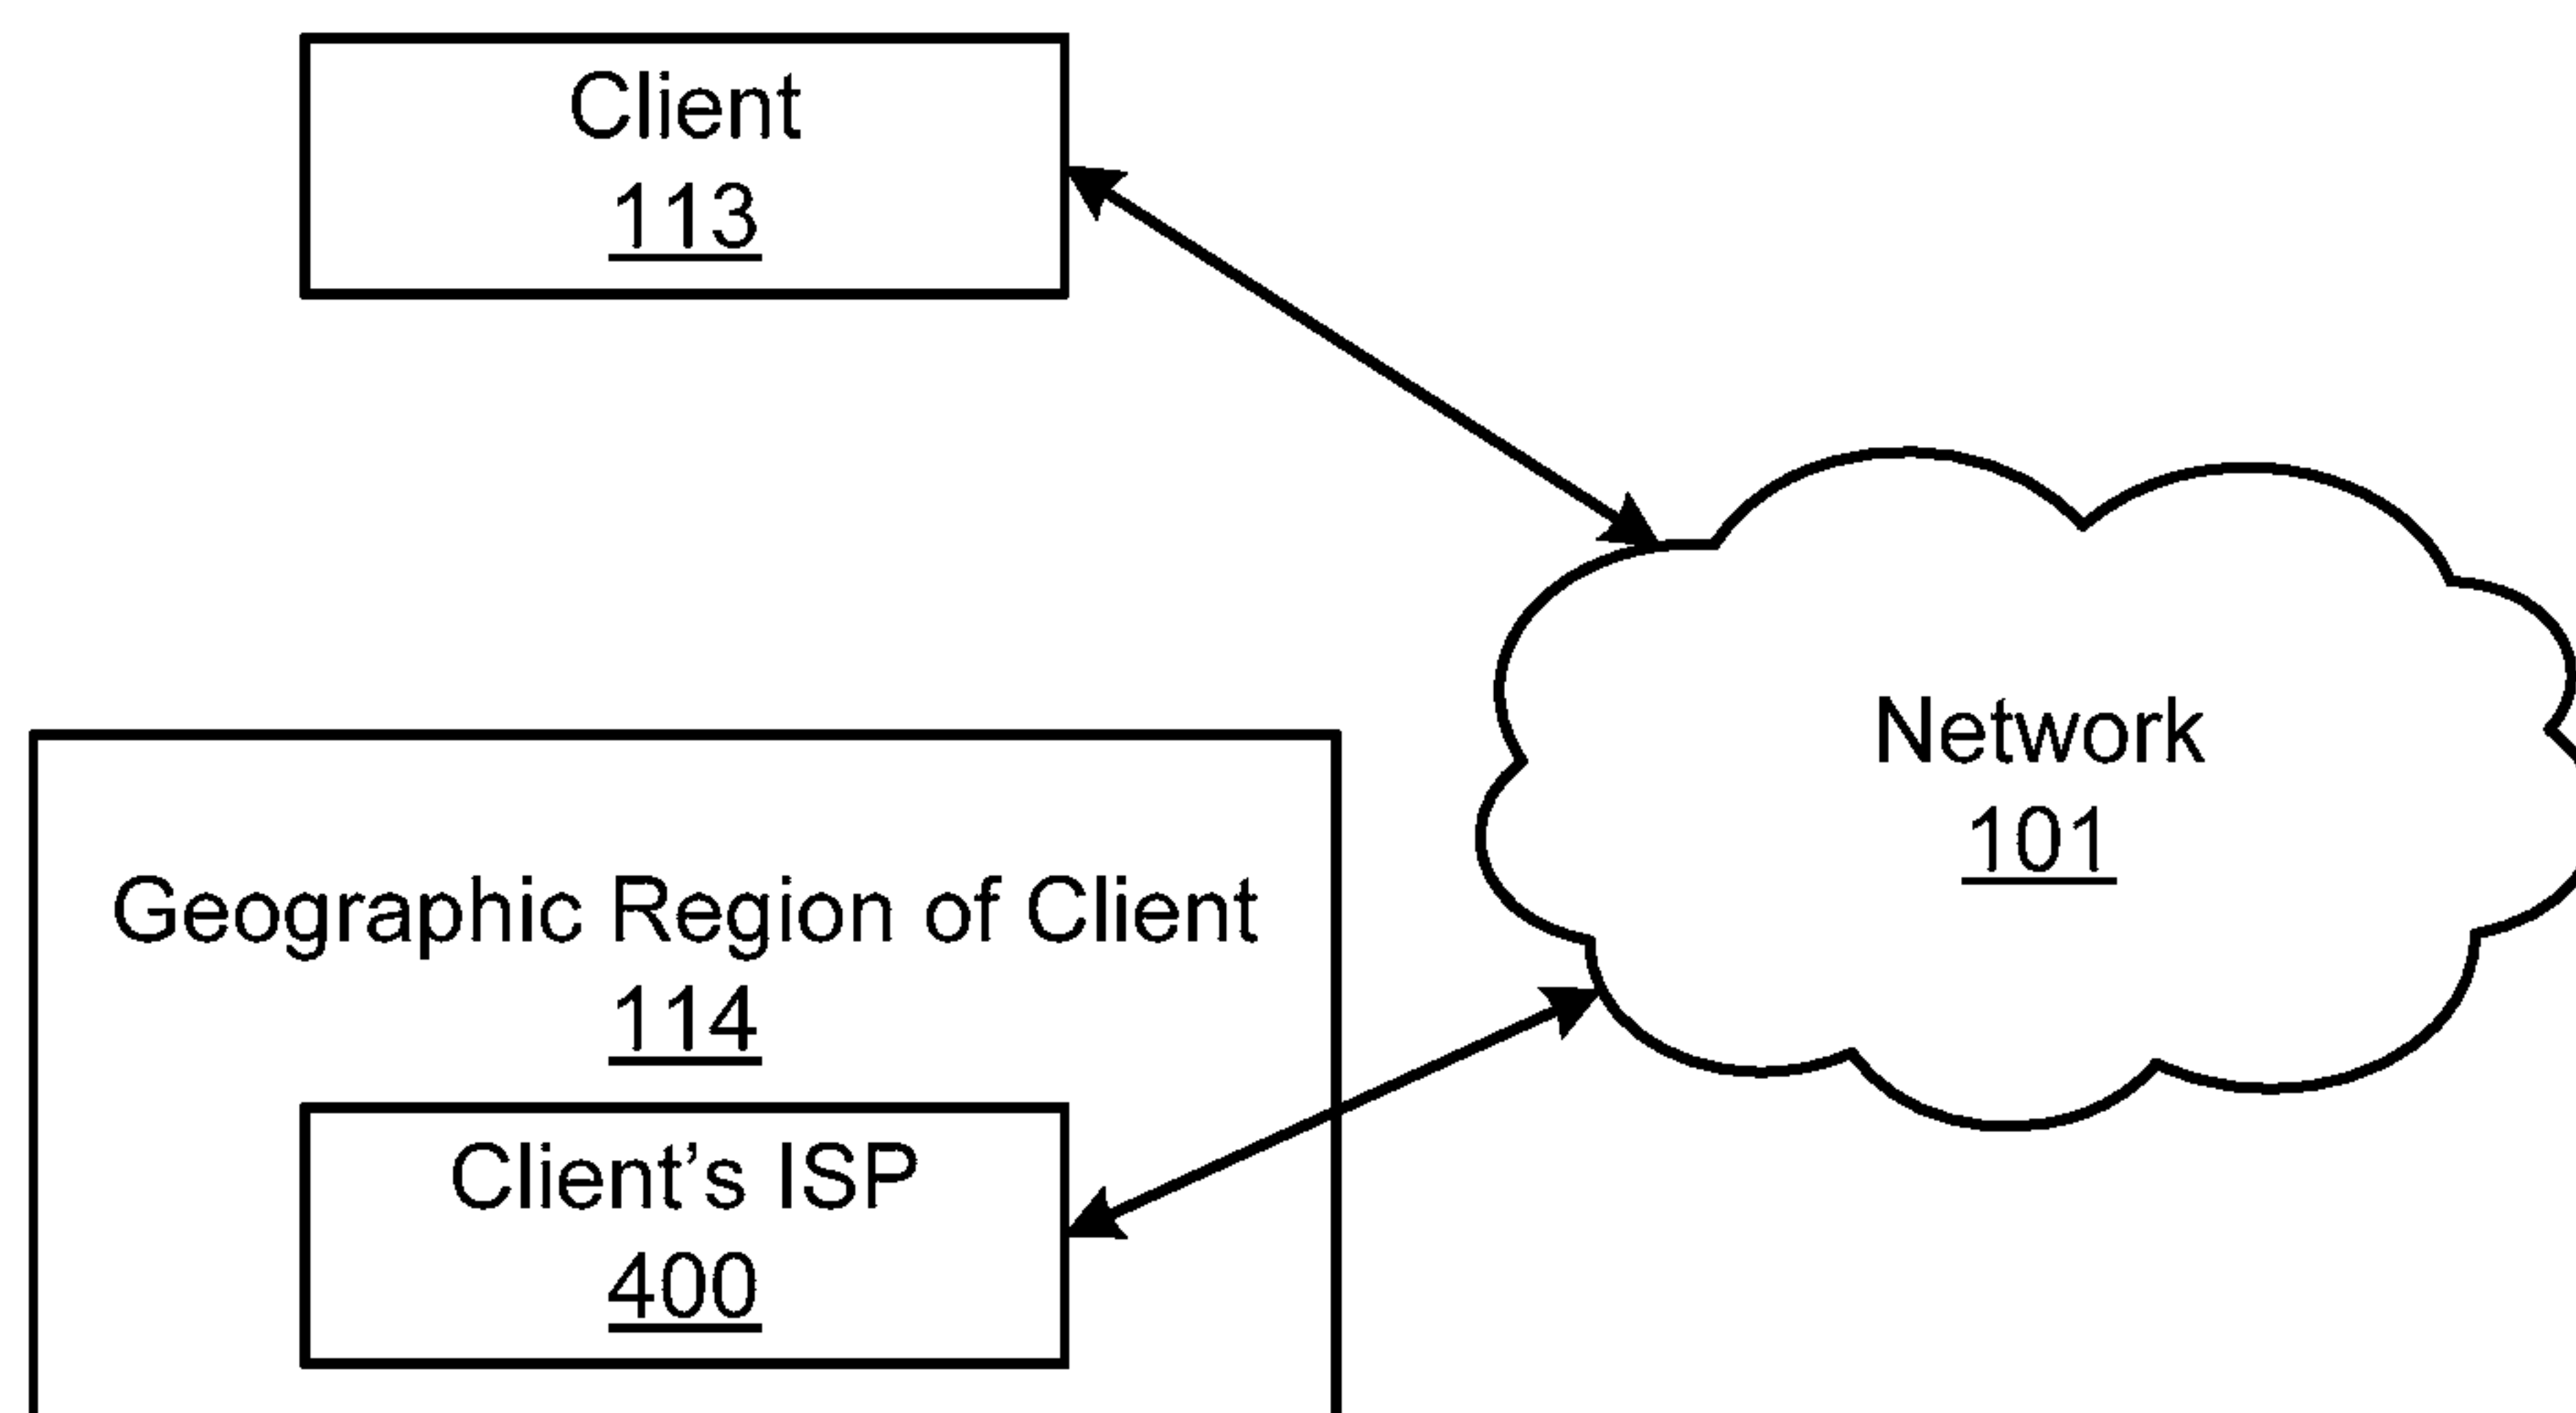 Client
113
Network
101
Geographic Region of Client
114
Client’s ISP
400